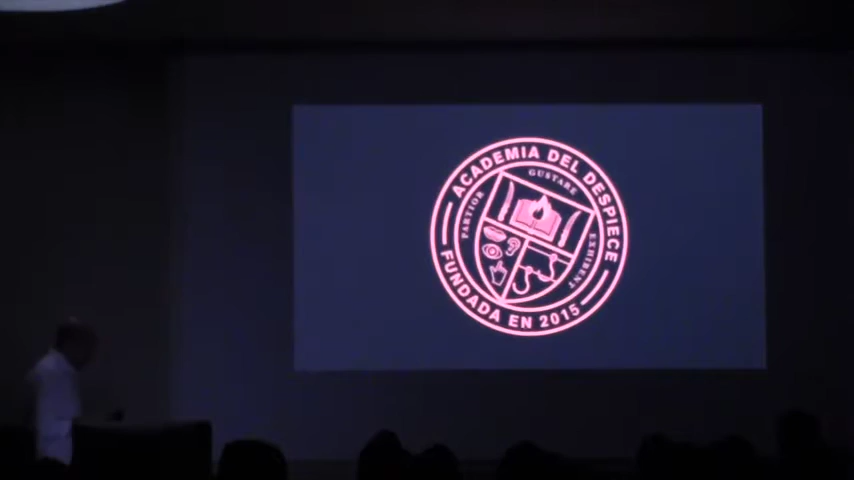 ACADEMIA DEL DESPIECE
GUSTARE
PARTIOR
EXHIBENT
FUNDADA EN 2015